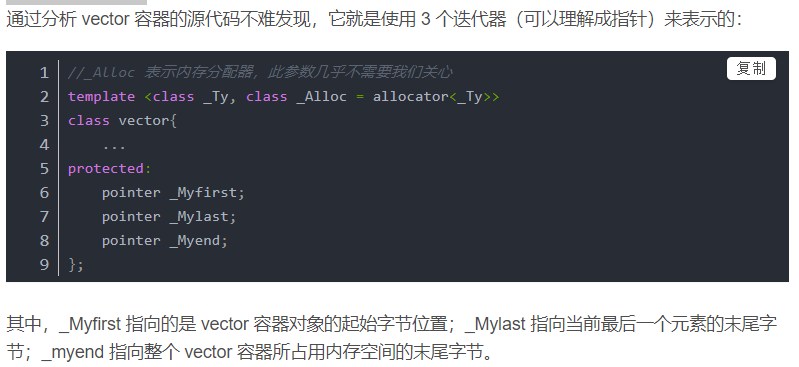 通过分析 vector 容器的源代码不难发现，它就是使用 3 个迭代器（可以理解成指针）来表示的：
复制
1 //_Alloc 表示内存分配器，此参数几乎不需要我们关心
2 template <class _Ty, class _Alloc = allocator<_Ty>>
3 class vector{
4     ...
5 protected:
6     pointer _Myfirst;
7     pointer _Mylast;
8     pointer _Myend;
9 };
其中，_Myfirst 指向的是 vector 容器对象的起始字节位置；_Mylast 指向当前最后一个元素的末尾字
节；_myend 指向整个 vector 容器所占用内存空间的末尾字节。